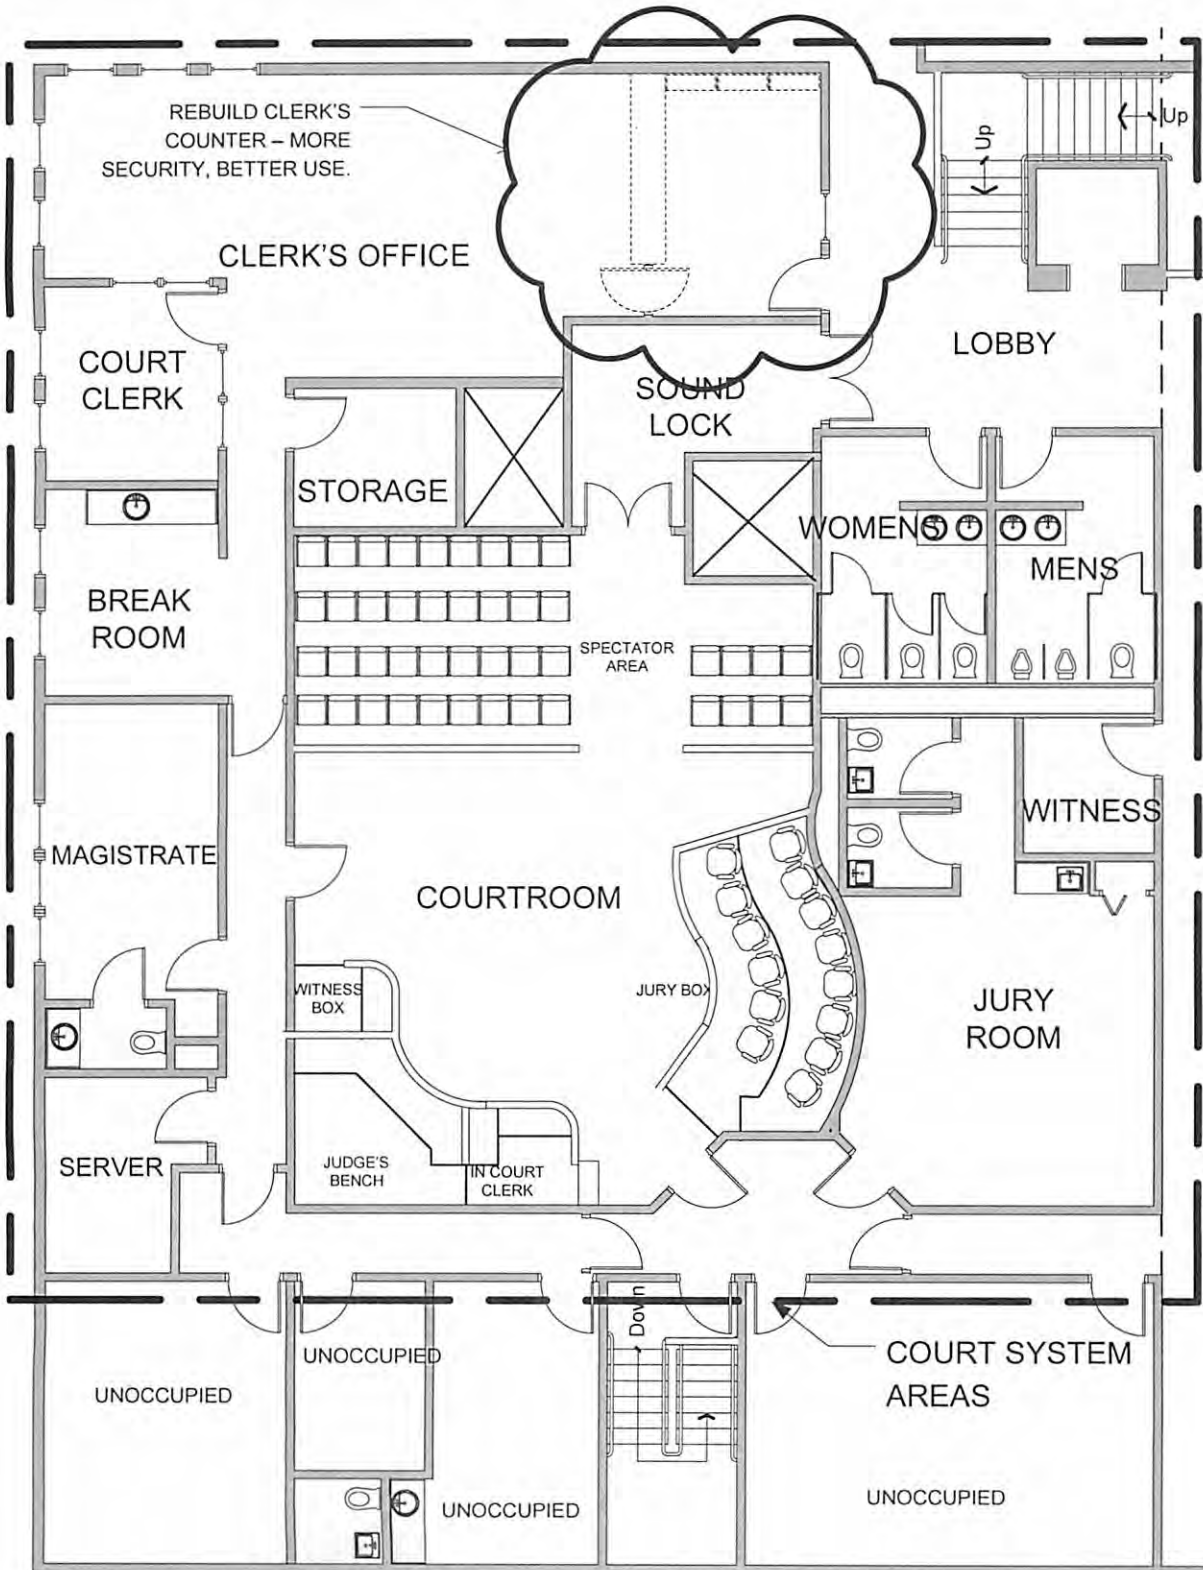 REBUILD CLERK'S
COUNTER – MORE
SECURITY, BETTER USE.
Up
Up
CLERK'S OFFICE
COURT
CLERK
LOBBY
SOUND
LOCK
STORAGE
WOMENS
MENS
BREAK
ROOM
SPECTATOR
AREA
WITNESS
MAGISTRATE
COURTROOM
WITNESS
BOX
JURY BOX
JURY
ROOM
SERVER
JUDGE'S
BENCH
IN COURT
CLERK
Down
UNOCCUPIED
COURT SYSTEM
AREAS
UNOCCUPIED
UNOCCUPIED
UNOCCUPIED